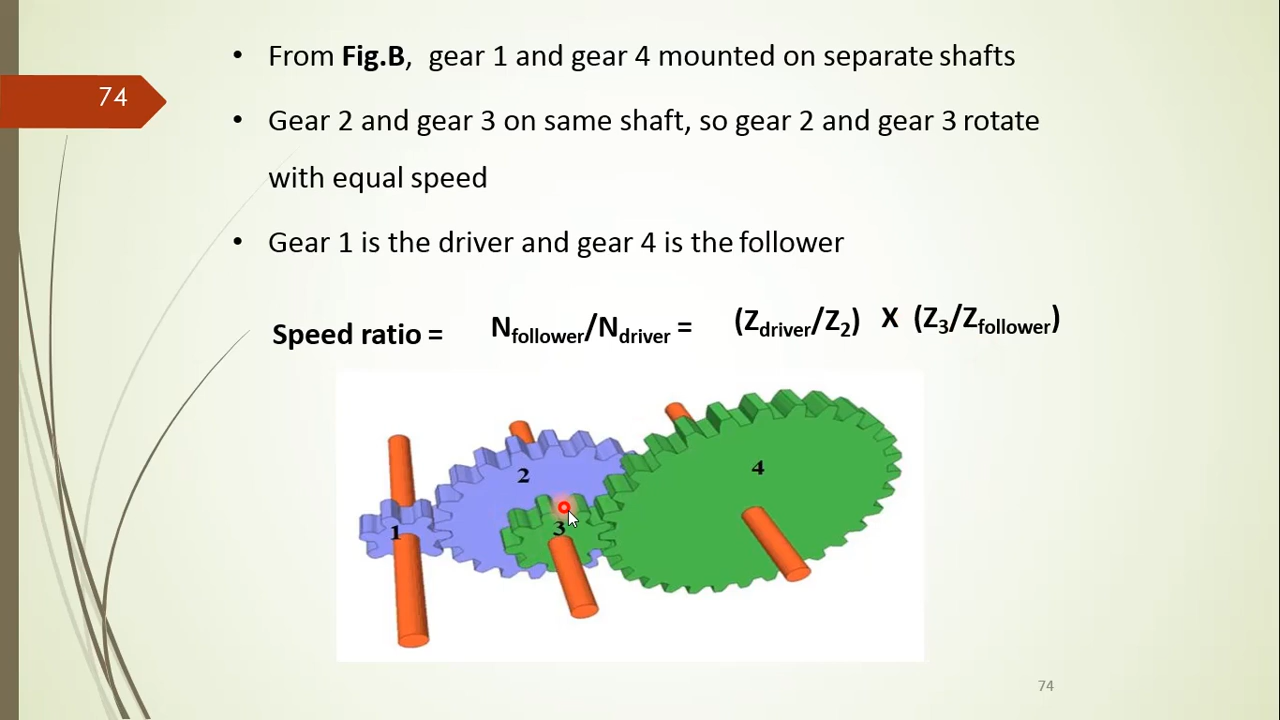 • From Fig.B, gear 1 and gear 4 mounted on separate shafts
74
• Gear 2 and gear 3 on same shaft, so gear 2 and gear 3 rotate
with equal speed
• Gear 1 is the driver and gear 4 is the follower
Speed ratio = Nfollower/Ndriver = (Zdriver/Z2) X (Z3/Zfollower)
4
2
3
1
74